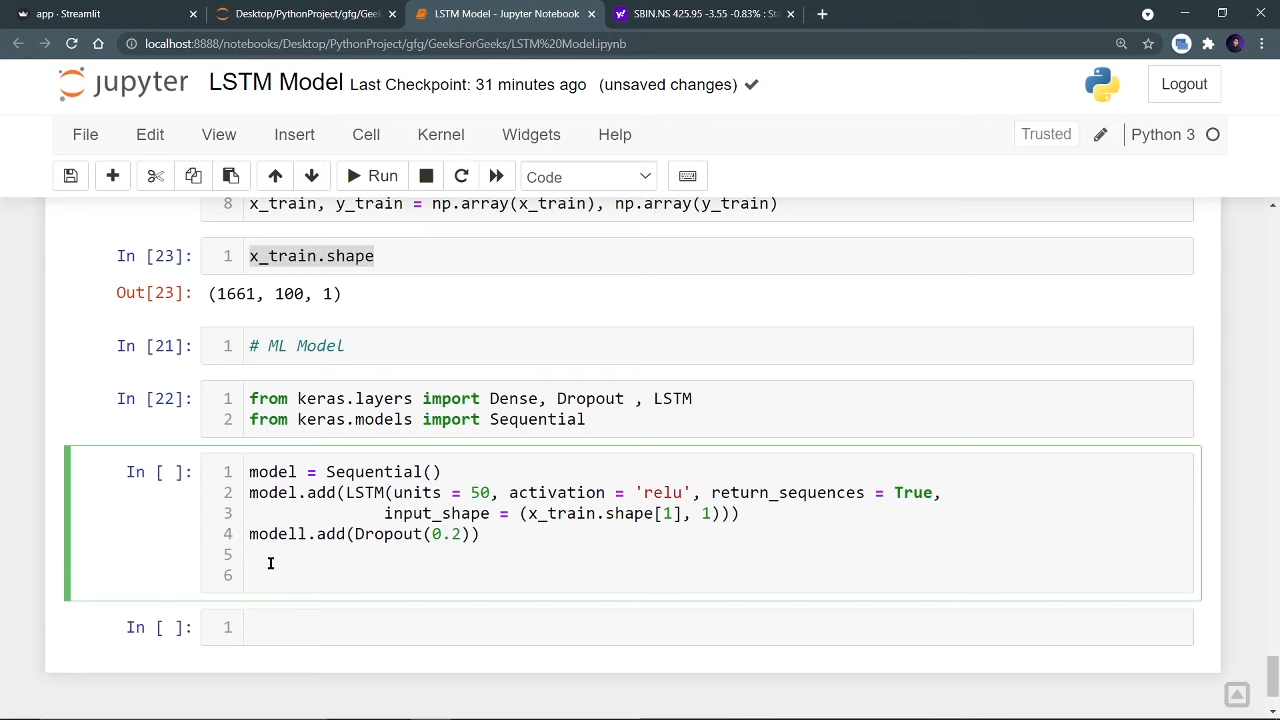 app · Streamlit
Desktop/PythonProject/gfg/Geek
LSTM Model - Jupyter Notebook
SBIN.NS 425.95 -3.55 -0.83% : Sta
localhost:8888/notebooks/Desktop/PythonProject/gfg/GeeksForGeeks/LSTM%20Model.ipynb
jupyter LSTM Model Last Checkpoint: 31 minutes ago (unsaved changes)
Logout
File Edit View Insert Cell Kernel Widgets Help
Trusted Python 3
Run Code
8 x_train, y_train = np.array(x_train), np.array(y_train)
In [23]: 1 x_train.shape
Out[23]: (1661, 100, 1)
In [21]: 1 # ML Model
In [22]: 1 from keras.layers import Dense, Dropout , LSTM
2 from keras.models import Sequential
In [ ]: 1 model = Sequential()
2 model.add(LSTM(units = 50, activation = 'relu', return_sequences = True,
3 input_shape = (x_train.shape[1], 1)))
4 modell.add(Dropout(0.2))
5
6
In [ ]: 1